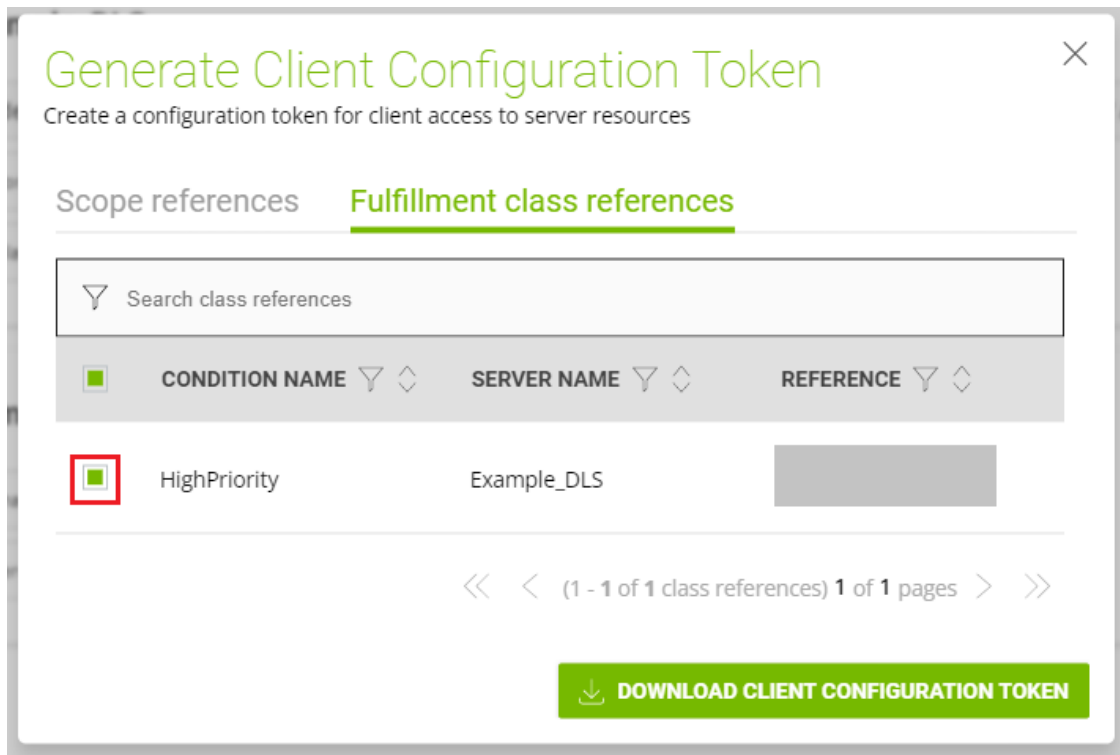 Generate Client Configuration Token
Create a configuration token for client access to server resources
Scope references Fulfillment class references
Search class references
CONDITION NAME SERVER NAME REFERENCE
HighPriority Example_DLS
(1 - 1 of 1 class references) 1 of 1 pages
DOWNLOAD CLIENT CONFIGURATION TOKEN